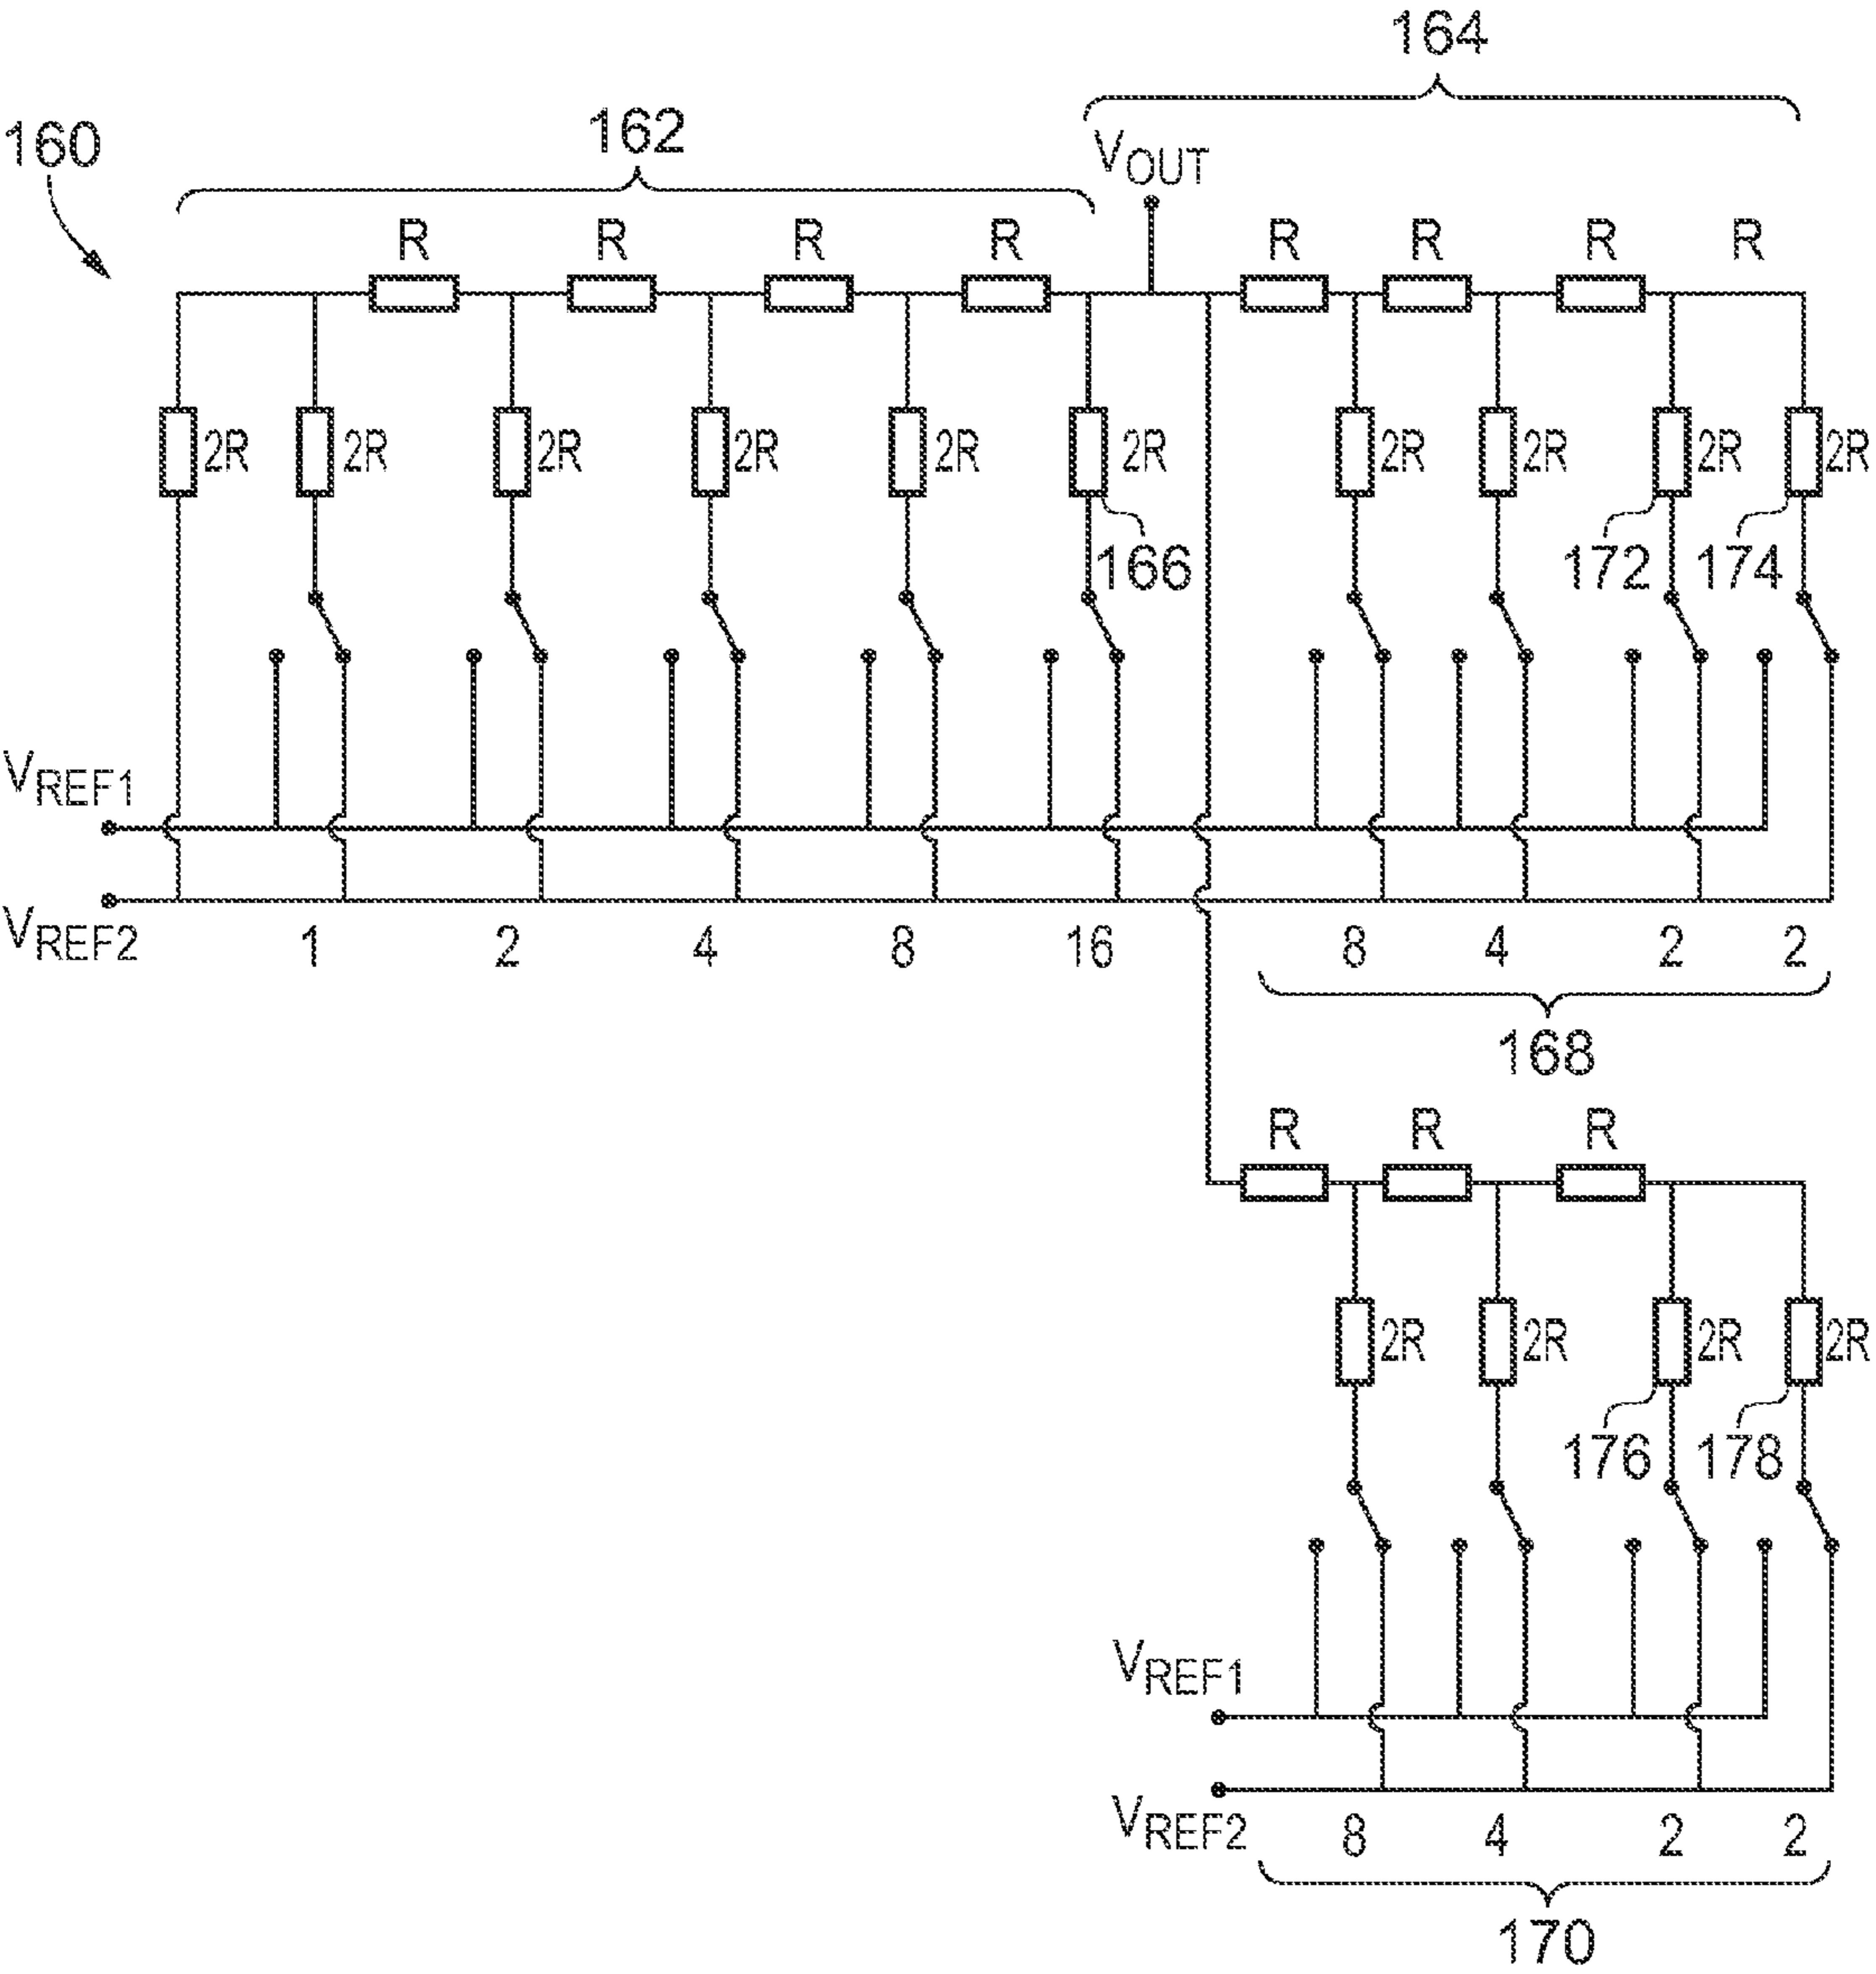 164
162
160
VOUT
R R R R R R R R
2R 2R 2R 2R 2R 2R 2R 2R 2R 2R
166 172 174
VREF1
VREF2
1 2 4 8 16 8 4 2 2
168
R R R
2R 2R 2R 2R
176 178
VREF1
VREF2
8 4 2 2
170